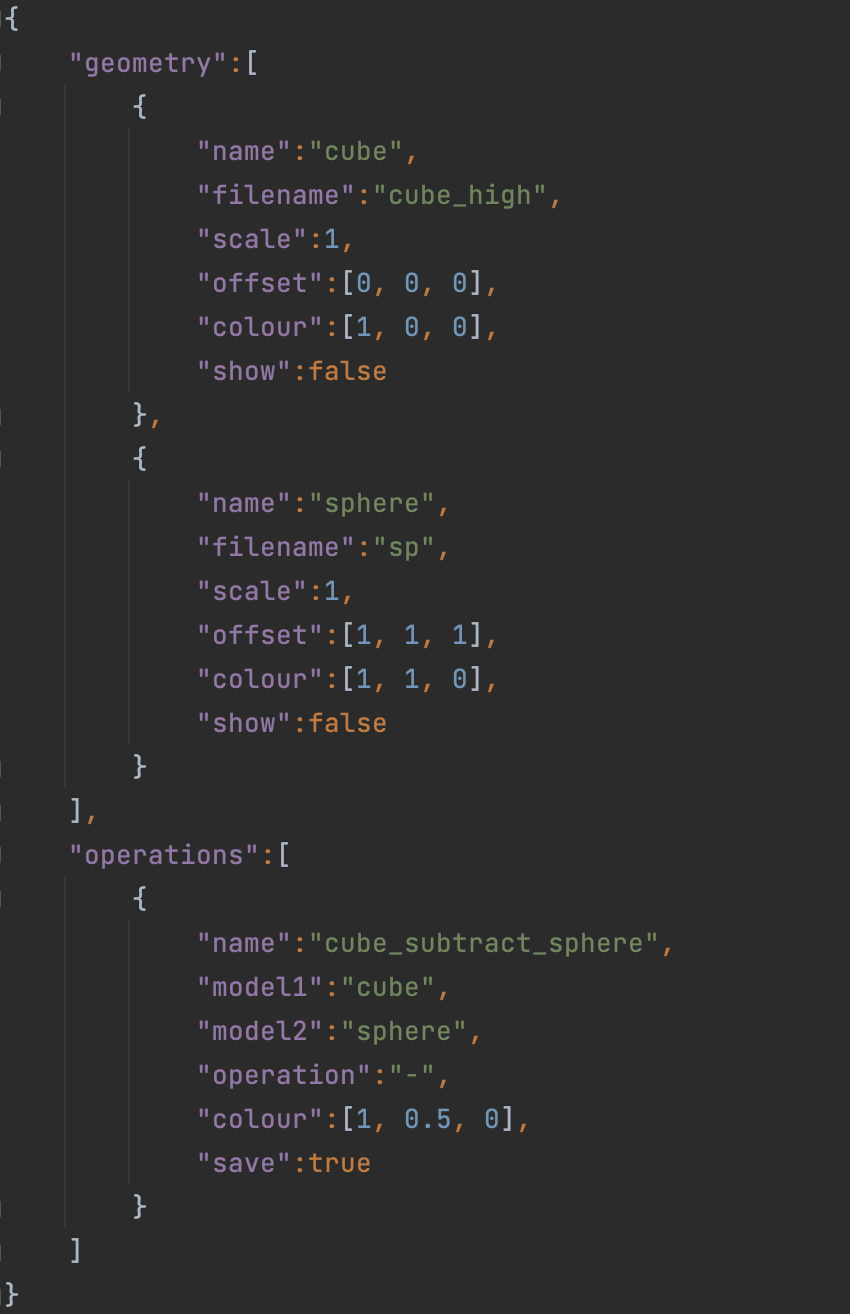 {
    "geometry":[
        {
            "name":"cube",
            "filename":"cube_high",
            "scale":1,
            "offset":[0, 0, 0],
            "colour":[1, 0, 0],
            "show":false
        },
        {
            "name":"sphere",
            "filename":"sp",
            "scale":1,
            "offset":[1, 1, 1],
            "colour":[1, 1, 0],
            "show":false
        }
    ],
    "operations":[
        {
            "name":"cube_subtract_sphere",
            "model1":"cube",
            "model2":"sphere",
            "operation":"-",
            "colour":[1, 0.5, 0],
            "save":true
        }
    ]
}